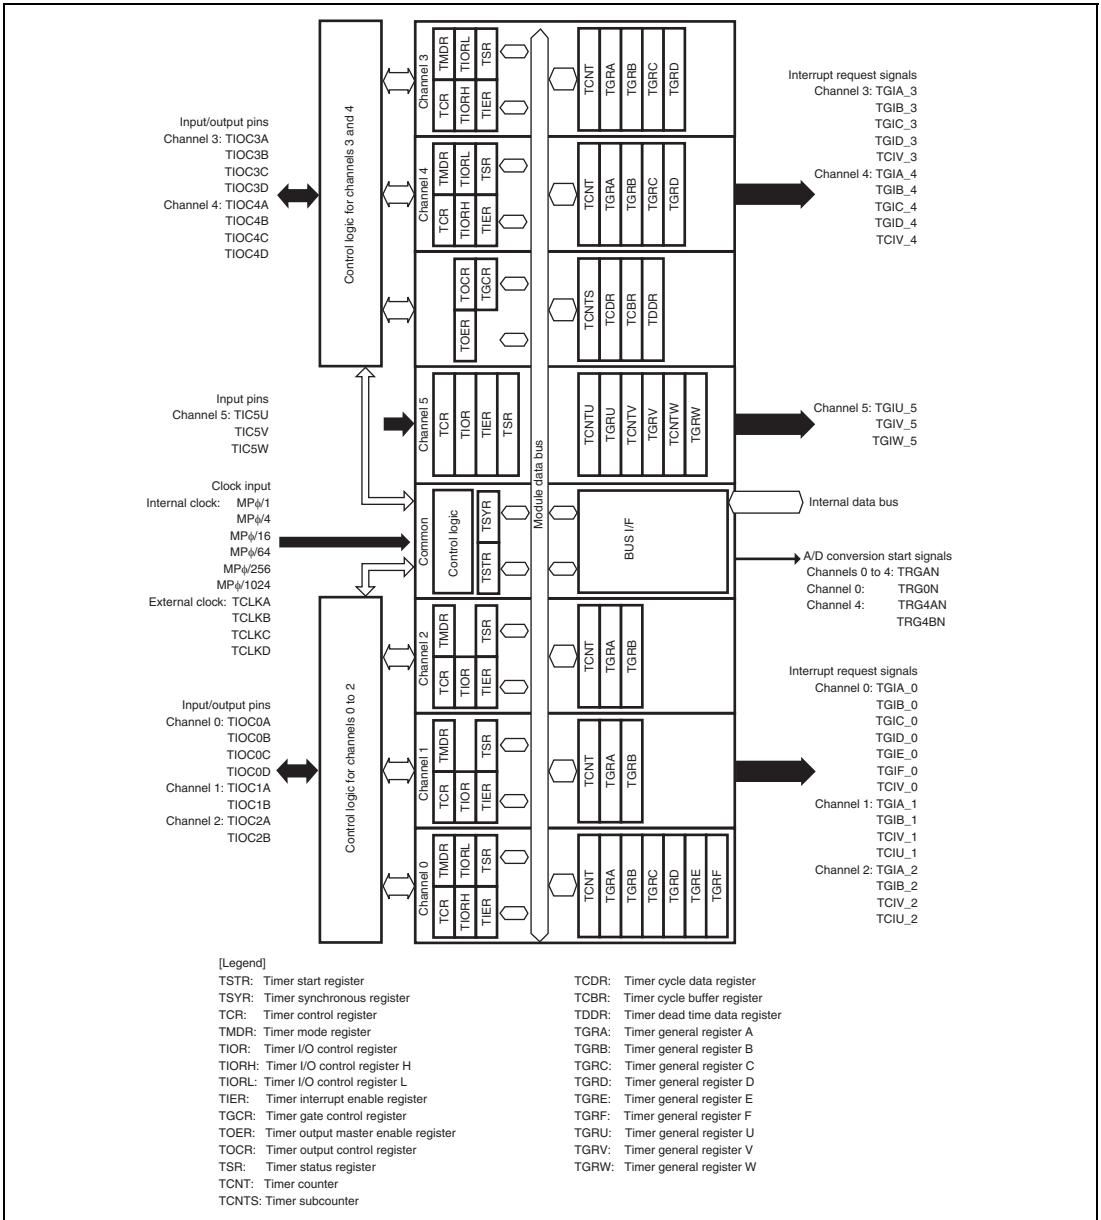 Input/output pins
Channel 3: TIOC3A
TIOC3B
TIOC3C
TIOC3D
Channel 4: TIOC4A
TIOC4B
TIOC4C
TIOC4D
Input pins
Channel 5: TIC5U
TIC5V
TIC5W
Clock input
Internal clock: MPϕ/1
MPϕ/4
MPϕ/16
MPϕ/64
MPϕ/256
MPϕ/1024
External clock: TCLKA
TCLKB
TCLKC
TCLKD
Input/output pins
Channel 0: TIOC0A
TIOC0B
TIOC0C
TIOC0D
Channel 1: TIOC1A
TIOC1B
Channel 2: TIOC2A
TIOC2B
Control logic for channels 3 and 4
Control logic for channels 0 to 2
Channel 3
TCR
TMDR
TIORH
TIORL
TIER
TSR
TCNT
TGRA
TGRB
TGRC
TGRD
Channel 4
TCR
TMDR
TIORH
TIORL
TIER
TSR
TCNT
TGRA
TGRB
TGRC
TGRD
TOER
TOCR
TGCR
TCNTS
TCDR
TCBR
TDDR
Channel 5
TCR
TIOR
TIER
TSR
TCNTU
TGRU
TCNTV
TGRV
TCNTW
TGRW
Module data bus
Common
Control logic
TSTR
TSYR
BUS I/F
Channel 2
TCR
TMDR
TIOR
TIER
TSR
TCNT
TGRA
TGRB
Channel 1
TCR
TMDR
TIOR
TIER
TSR
TCNT
TGRA
TGRB
Channel 0
TCR
TMDR
TIORH
TIORL
TIER
TSR
TCNT
TGRA
TGRB
TGRC
TGRD
TGRE
TGRF
Interrupt request signals
Channel 3: TGIA_3
TGIB_3
TGIC_3
TGID_3
TCIV_3
Channel 4: TGIA_4
TGIB_4
TGIC_4
TGID_4
TCIV_4
Channel 5: TGIU_5
TGIV_5
TGIW_5
Internal data bus
A/D conversion start signals
Channels 0 to 4: TRGAN
Channel 0: TRG0N
Channel 4: TRG4AN
TRG4BN
Interrupt request signals
Channel 0: TGIA_0
TGIB_0
TGIC_0
TGID_0
TGIE_0
TGIF_0
TCIV_0
Channel 1: TGIA_1
TGIB_1
TCIV_1
TCIU_1
Channel 2: TGIA_2
TGIB_2
TCIV_2
TCIU_2
[Legend]
TSTR: Timer start register
TSYR: Timer synchronous register
TCR: Timer control register
TMDR: Timer mode register
TIOR: Timer I/O control register
TIORH: Timer I/O control register H
TIORL: Timer I/O control register L
TIER: Timer interrupt enable register
TGCR: Timer gate control register
TOER: Timer output master enable register
TOCR: Timer output control register
TSR: Timer status register
TCNT: Timer counter
TCNTS: Timer subcounter
TCDR: Timer cycle data register
TCBR: Timer cycle buffer register
TDDR: Timer dead time data register
TGRA: Timer general register A
TGRB: Timer general register B
TGRC: Timer general register C
TGRD: Timer general register D
TGRE: Timer general register E
TGRF: Timer general register F
TGRU: Timer general register U
TGRV: Timer general register V
TGRW: Timer general register W